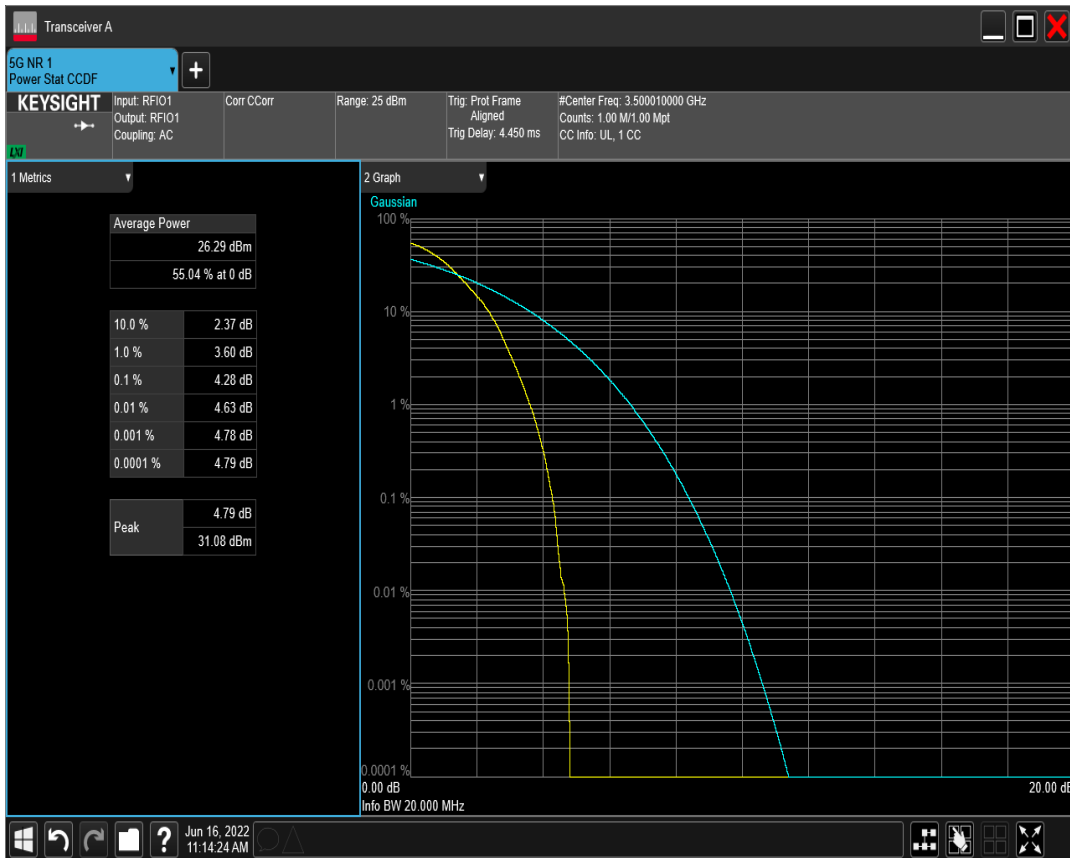 Transceiver A
5G NR 1
Power Stat CCDF
+
KEYSIGHT
LXI
Input: RFIO1
Output: RFIO1
Coupling: AC
Corr CCorr
Range: 25 dBm
Trig: Prot Frame
Aligned
Trig Delay: 4.450 ms
#Center Freq: 3.500010000 GHz
Counts: 1.00 M/1.00 Mpt
CC Info: UL, 1 CC
1 Metrics
Average Power
26.29 dBm
55.04 % at 0 dB
10.0 % 2.37 dB
1.0 % 3.60 dB
0.1 % 4.28 dB
0.01 % 4.63 dB
0.001 % 4.78 dB
0.0001 % 4.79 dB
Peak
4.79 dB
31.08 dBm
2 Graph
Gaussian
100 %
10 %
1 %
0.1 %
0.01 %
0.001 %
0.0001 %
0.00 dB
20.00 dB
Info BW 20.000 MHz
?
Jun 16, 2022
11:14:24 AM